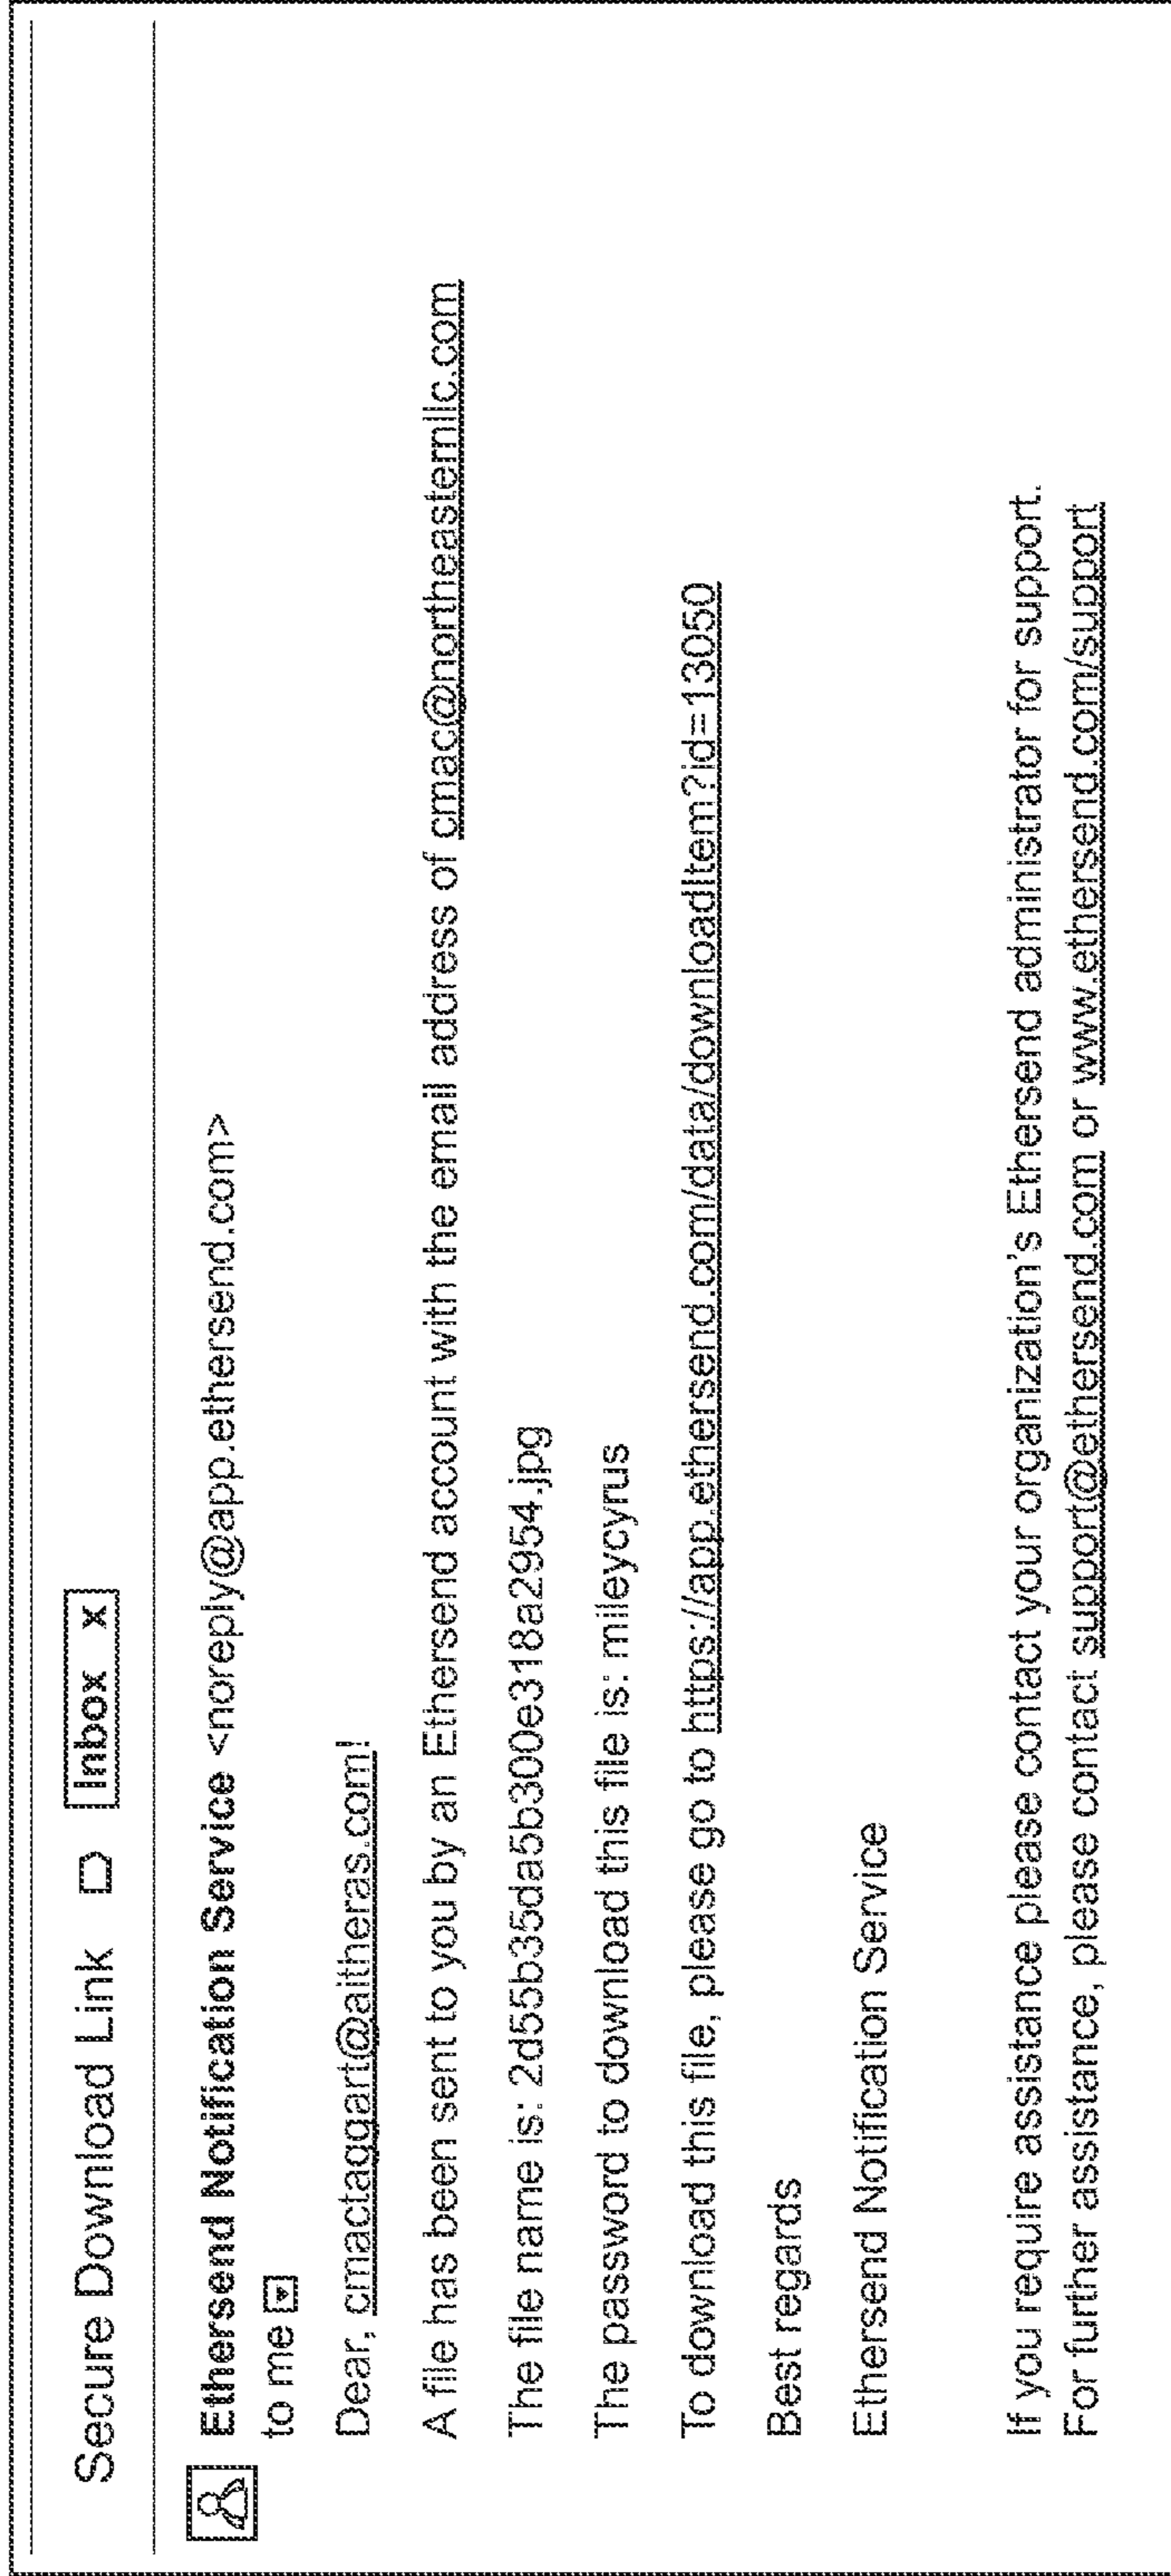 Secure Download Link Inbox x
Ethersend Notification Service <noreply@app.ethersend.com>
to me
Dear, cmactaggart@aitheras.com!
A file has been sent to you by an Ethersend account with the email address of cmac@northeasternllc.com
The file name is: 2d55b35da5b300e318a2954.jpg
The password to download this file is: mileycyrus
To download this file, please go to https://app.ethersend.com/data/downloadItem?id=13050
Best regards
Ethersend Notification Service
If you require assistance please contact your organization's Ethersend administrator for support.
For further assistance, please contact support@ethersend.com or www.ethersend.com/support